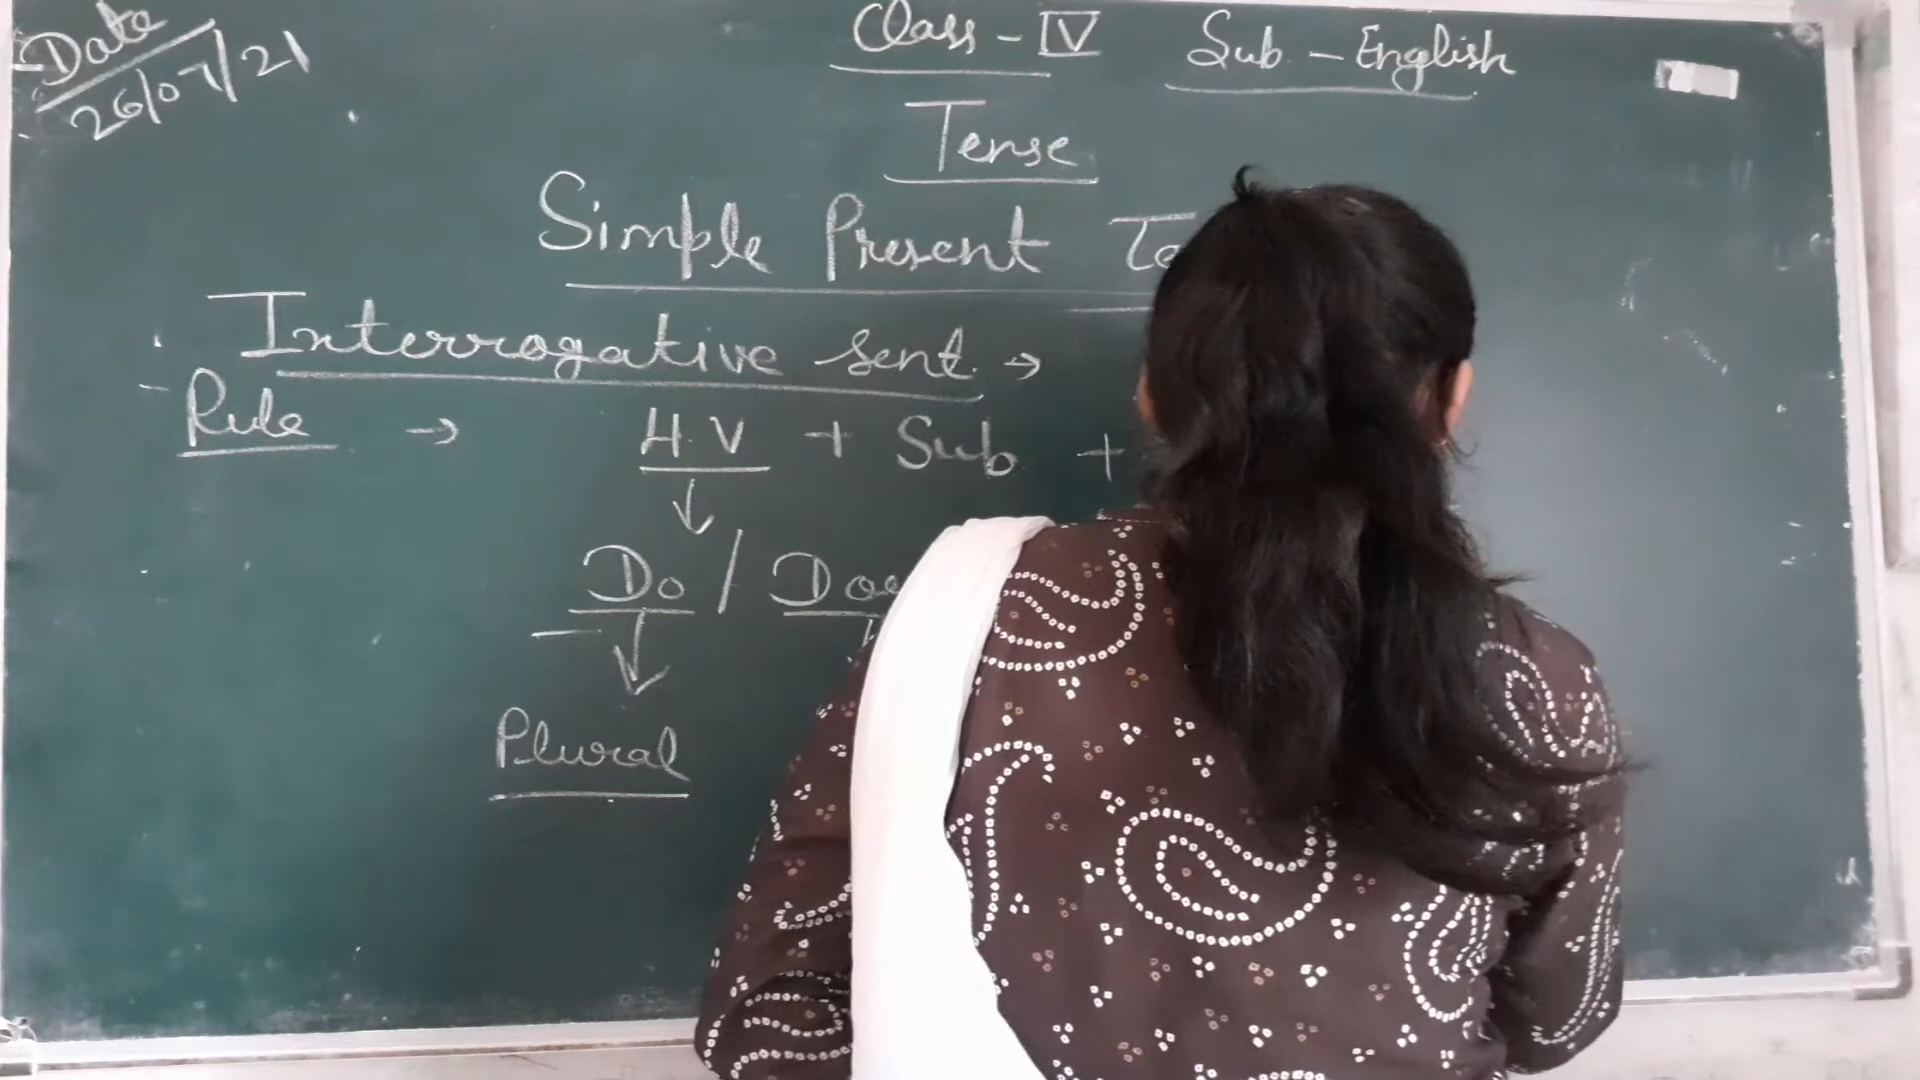 Date
26/07/21
Class - IV Sub - English
Tense
Simple Present
Interrogative sent. →
Rule → H.V + Sub +
↓
Do /
↓
Plural